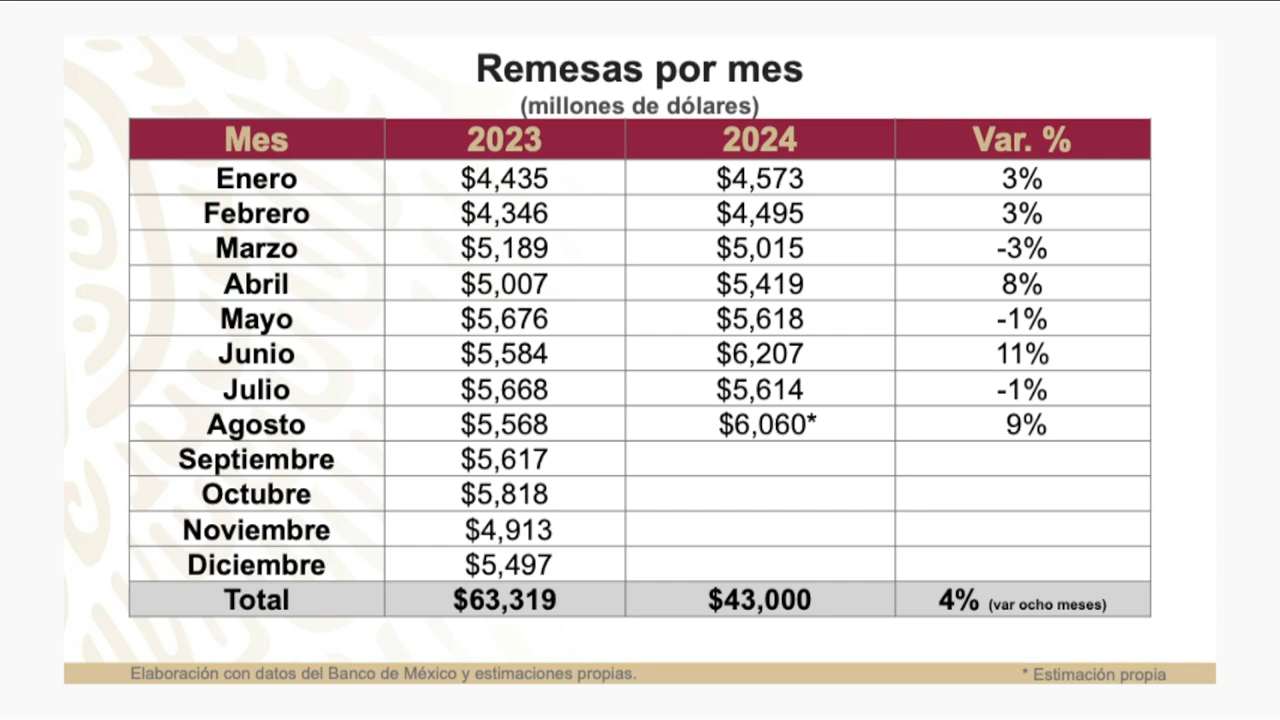 Remesas por mes
(millones de dólares)
Mes 2023 2024 Var. %
Enero $4,435 $4,573 3%
Febrero $4,346 $4,495 3%
Marzo $5,189 $5,015 -3%
Abril $5,007 $5,419 8%
Mayo $5,676 $5,618 -1%
Junio $5,584 $6,207 11%
Julio $5,668 $5,614 -1%
Agosto $5,568 $6,060* 9%
Septiembre $5,617
Octubre $5,818
Noviembre $4,913
Diciembre $5,497
Total $63,319 $43,000 4% (var ocho meses)
Elaboración con datos del Banco de México y estimaciones propias. * Estimación propia